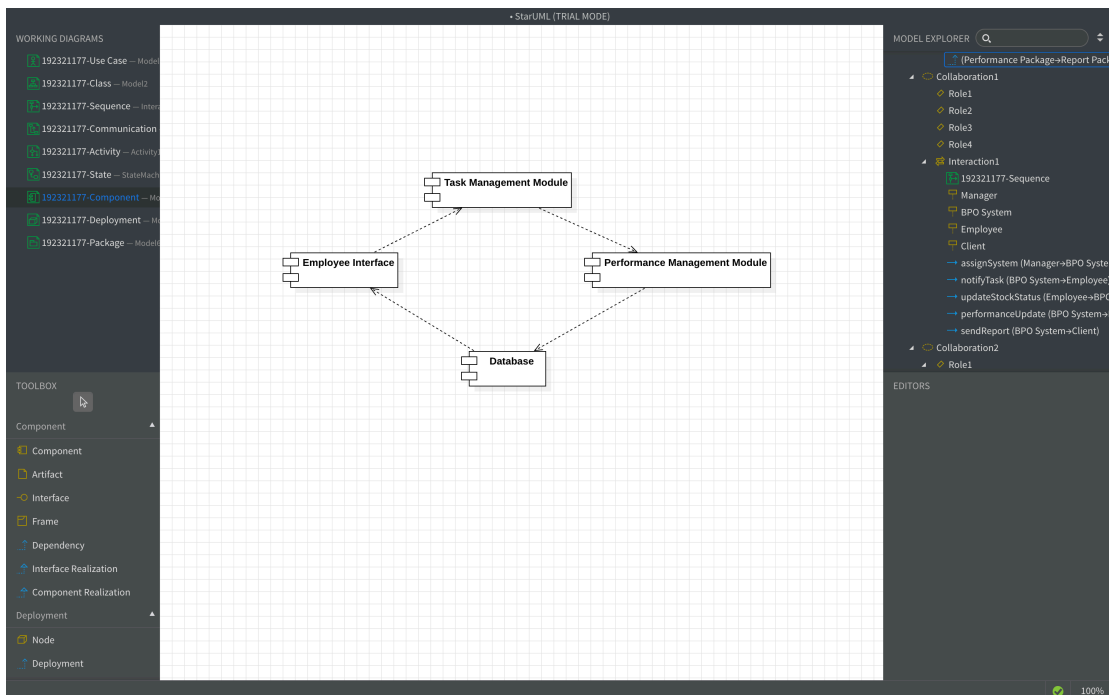 • StarUML (TRIAL MODE)
WORKING DIAGRAMS
192321177-Use Case — Model
192321177-Class — Model2
192321177-Sequence — Intera
192321177-Communication
192321177-Activity — Activity1
192321177-State — StateMach
192321177-Component — Mo
192321177-Deployment — Mo
192321177-Package — Model6
TOOLBOX
Component
Component
Artifact
Interface
Frame
Dependency
Interface Realization
Component Realization
Deployment
Node
Deployment
Task Management Module
Employee Interface
Performance Management Module
Database
MODEL EXPLORER
(Performance Package→Report Pack
Collaboration1
Role1
Role2
Role3
Role4
Interaction1
192321177-Sequence
Manager
BPO System
Employee
Client
assignSystem (Manager→BPO Syste
notifyTask (BPO System→Employee)
updateStockStatus (Employee→BPO
performanceUpdate (BPO System→
sendReport (BPO System→Client)
Collaboration2
Role1
EDITORS
100%